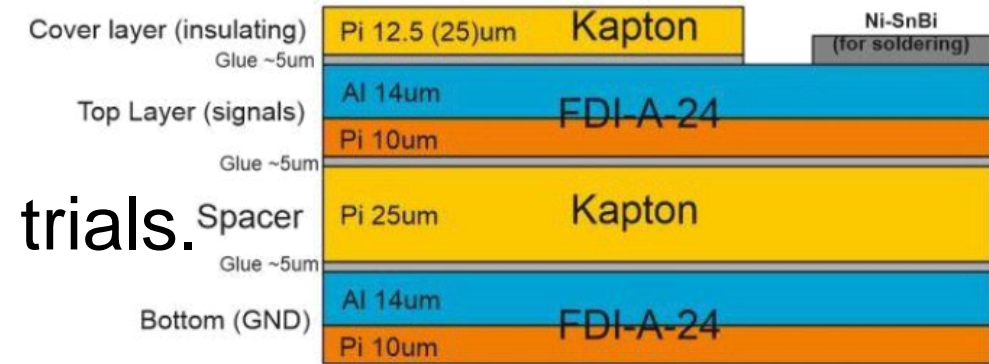 Cover layer (insulating) Pi 12.5 (25)um Kapton Ni-SnBi
(for soldering)
Glue ~5um
Top Layer (signals) Al 14um FDI-A-24
Pi 10um
Glue ~5um
trials. Spacer Pi 25um Kapton
Glue ~5um
Bottom (GND) Al 14um FDI-A-24
Pi 10um